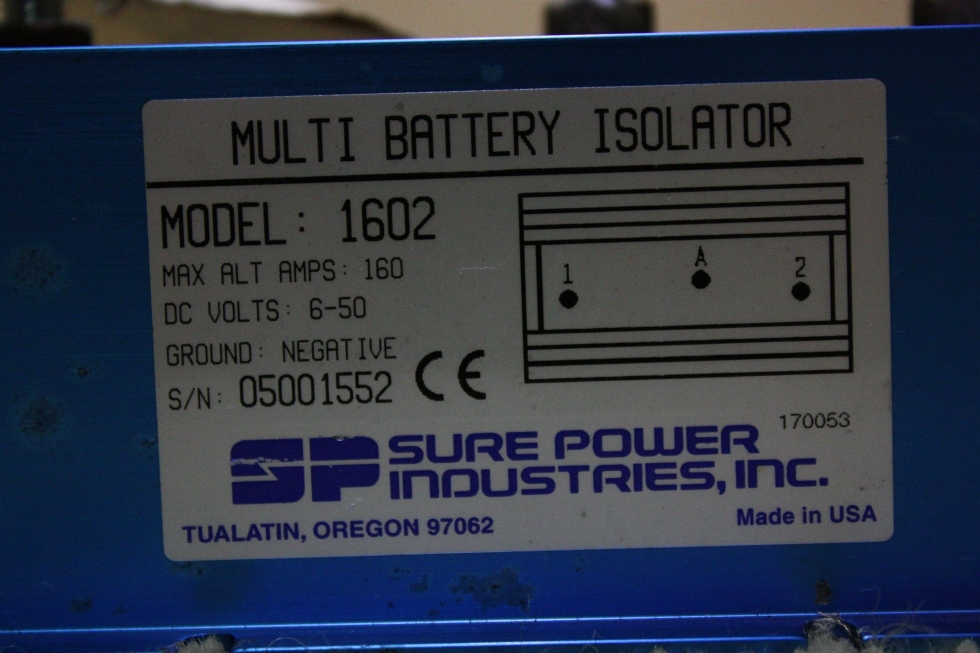 MULTI BATTERY ISOLATOR
MODEL: 1602
MAX ALT AMPS: 160
DC VOLTS: 6-50
GROUND: NEGATIVE
S/N: 05001552
CE
1 A 2
170053
SP SURE POWER
INDUSTRIES, INC.
TUALATIN, OREGON 97062
Made in USA